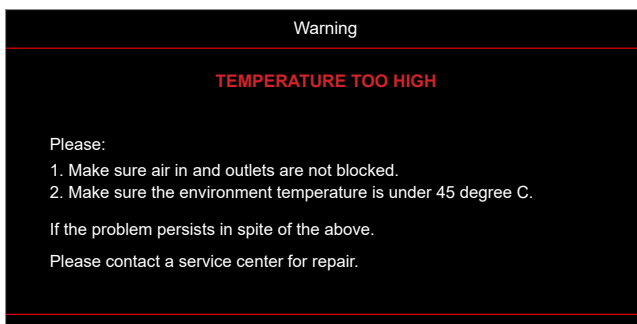 Warning
TEMPERATURE TOO HIGH
Please:
1. Make sure air in and outlets are not blocked.
2. Make sure the environment temperature is under 45 degree C.
If the problem persists in spite of the above.
Please contact a service center for repair.